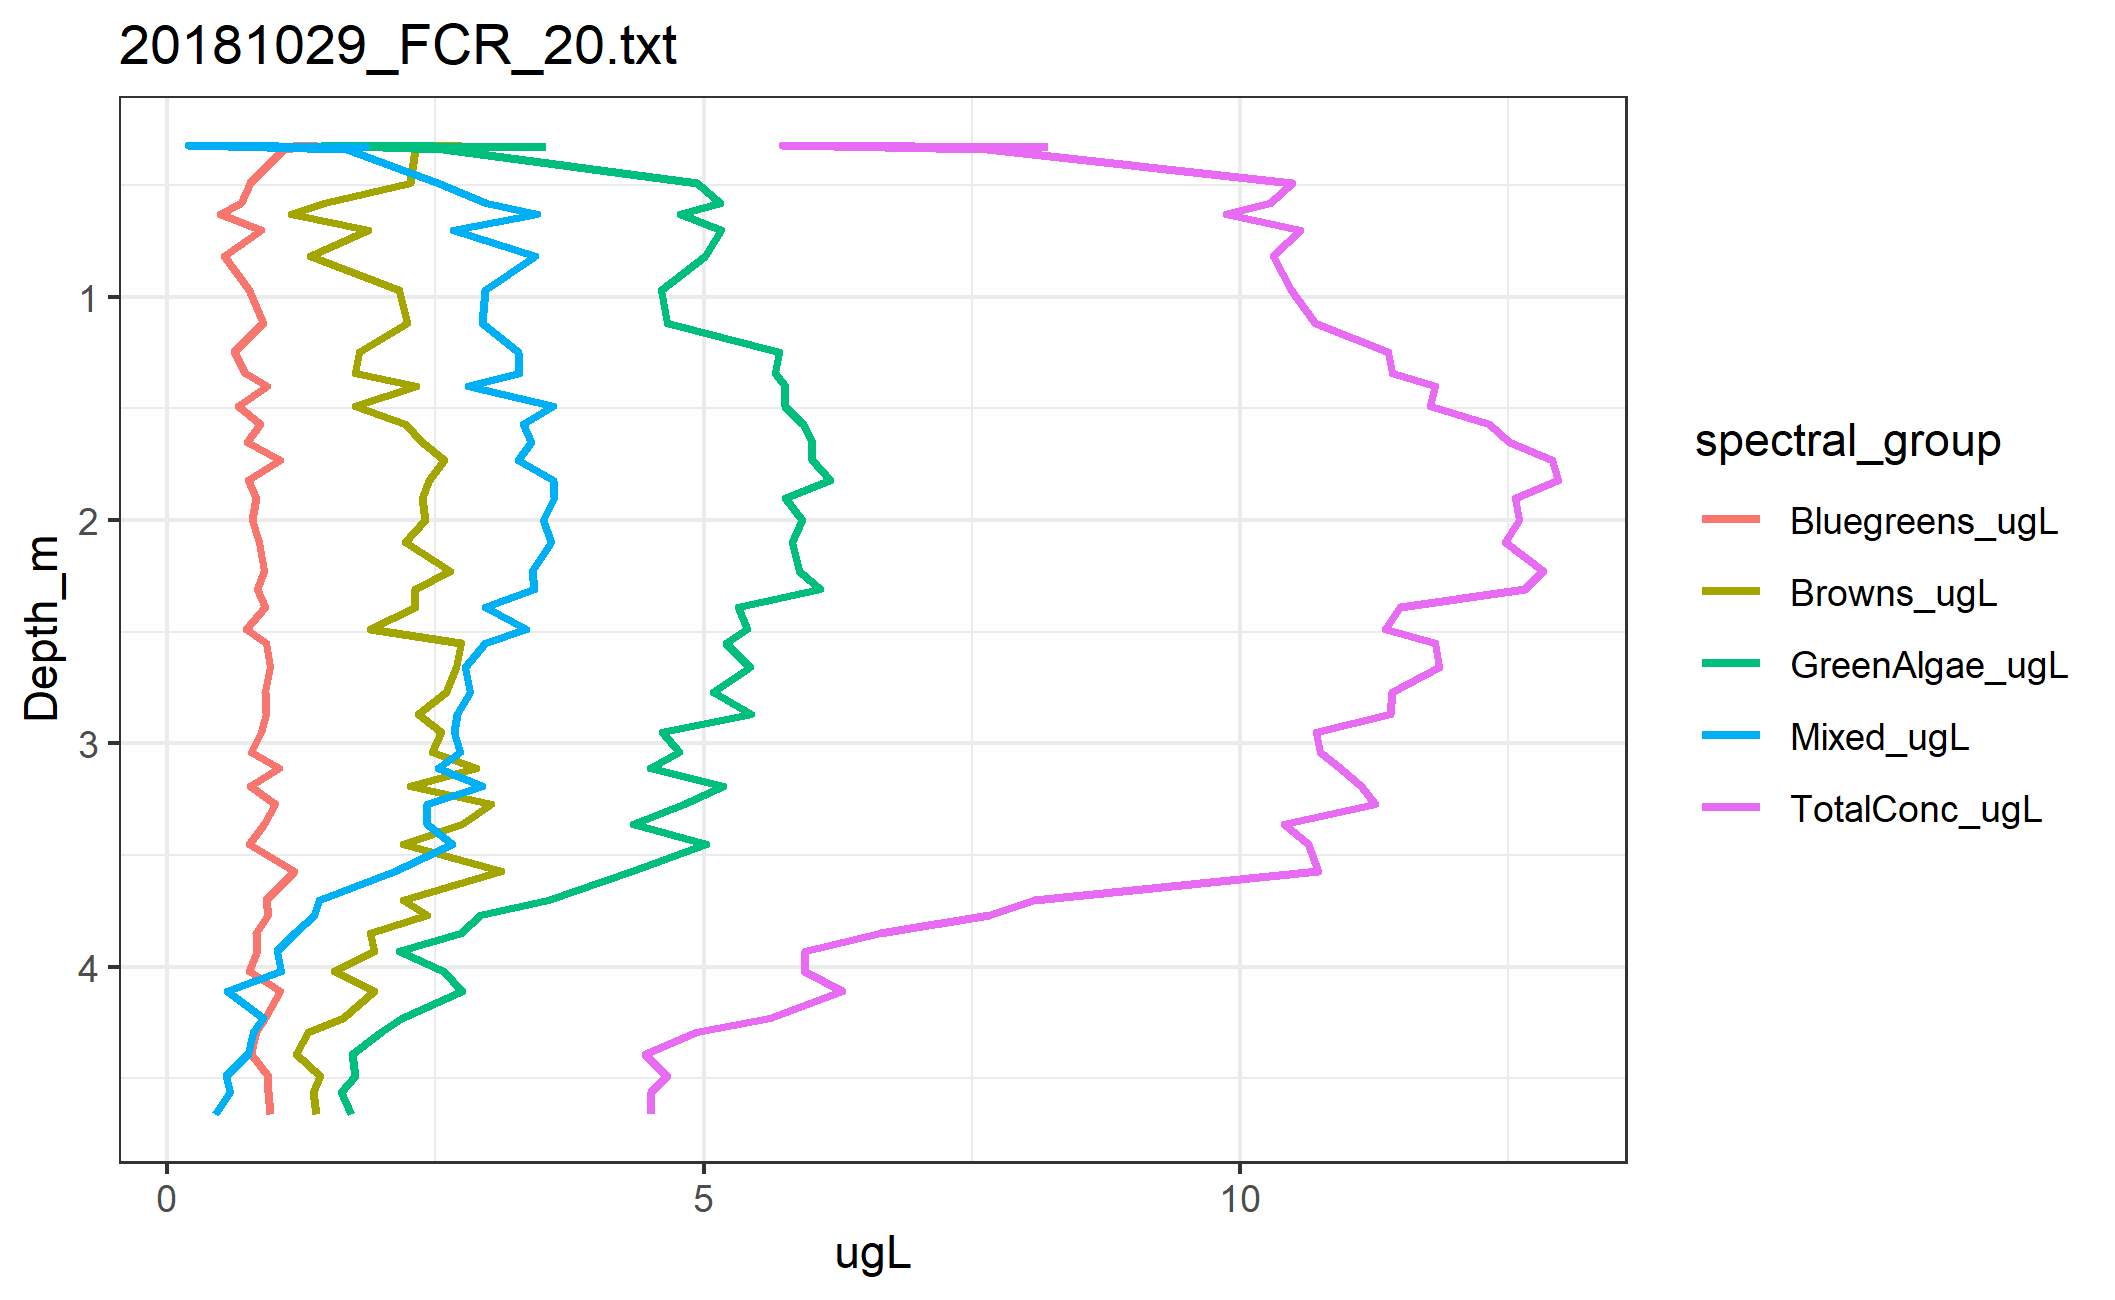 20181029_FCR_20.txt
Depth_m
1
2
3
4
0
5
10
ugL
spectral_group
Bluegreens_ugL
Browns_ugL
GreenAlgae_ugL
Mixed_ugL
TotalConc_ugL